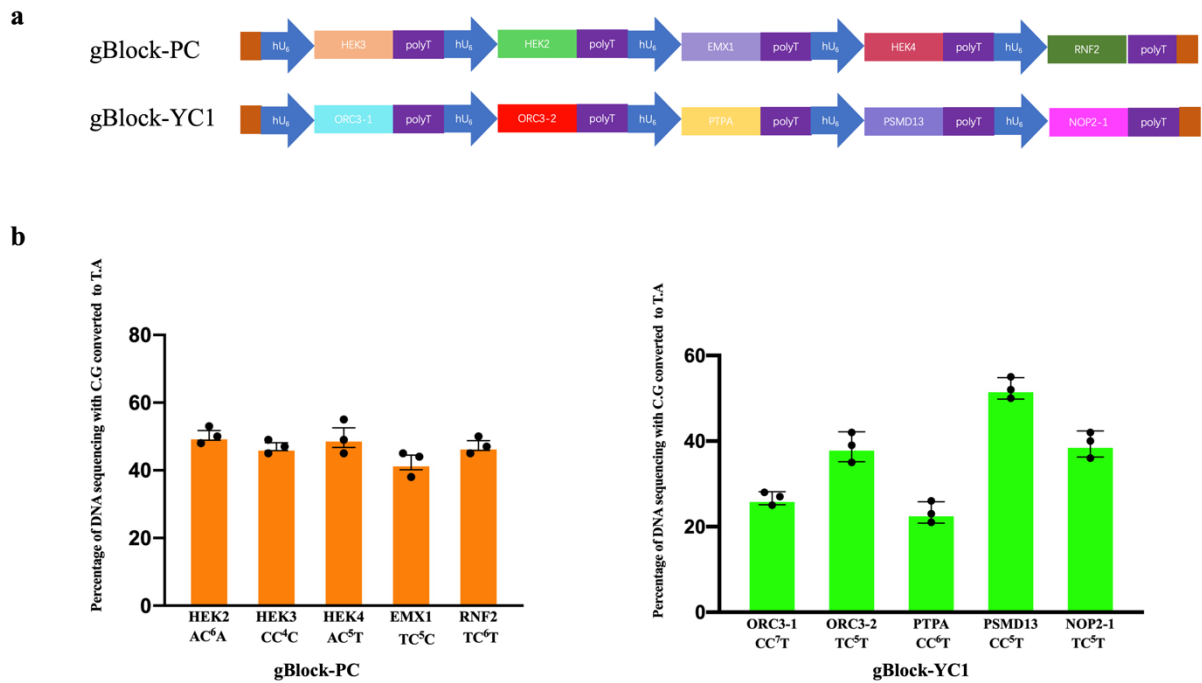 a
gBlock-PC hU₆ HEK3 polyT hU₆ HEK2 polyT hU₆ EMX1 polyT hU₆ HEK4 polyT hU₆ RNF2 polyT
gBlock-YC1 hU₆ ORC3-1 polyT hU₆ ORC3-2 polyT hU₆ PTPA polyT hU₆ PSMD13 polyT hU₆ NOP2-1 polyT
b
Percentage of DNA sequencing with C.G converted to T.A
80
60
40
20
0
HEK2 HEK3 HEK4 EMX1 RNF2
AC⁶A CC⁴C AC⁵T TC⁵C TC⁶T
gBlock-PC
Percentage of DNA sequencing with C.G converted to T.A
60
40
20
0
ORC3-1 ORC3-2 PTPA PSMD13 NOP2-1
CC⁷T TC⁵T CC⁶T CC⁵T TC⁵T
gBlock-YC1